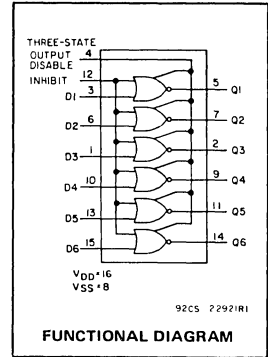 THREE-STATE
OUTPUT 4
DISABLE
INHIBIT 12
D1 3 5 Q1
D2 6 7 Q2
D3 1 2 Q3
D4 10 9 Q4
D5 13 11 Q5
D6 15 14 Q6
VDD=16
VSS=8
92CS 22921R1
FUNCTIONAL DIAGRAM